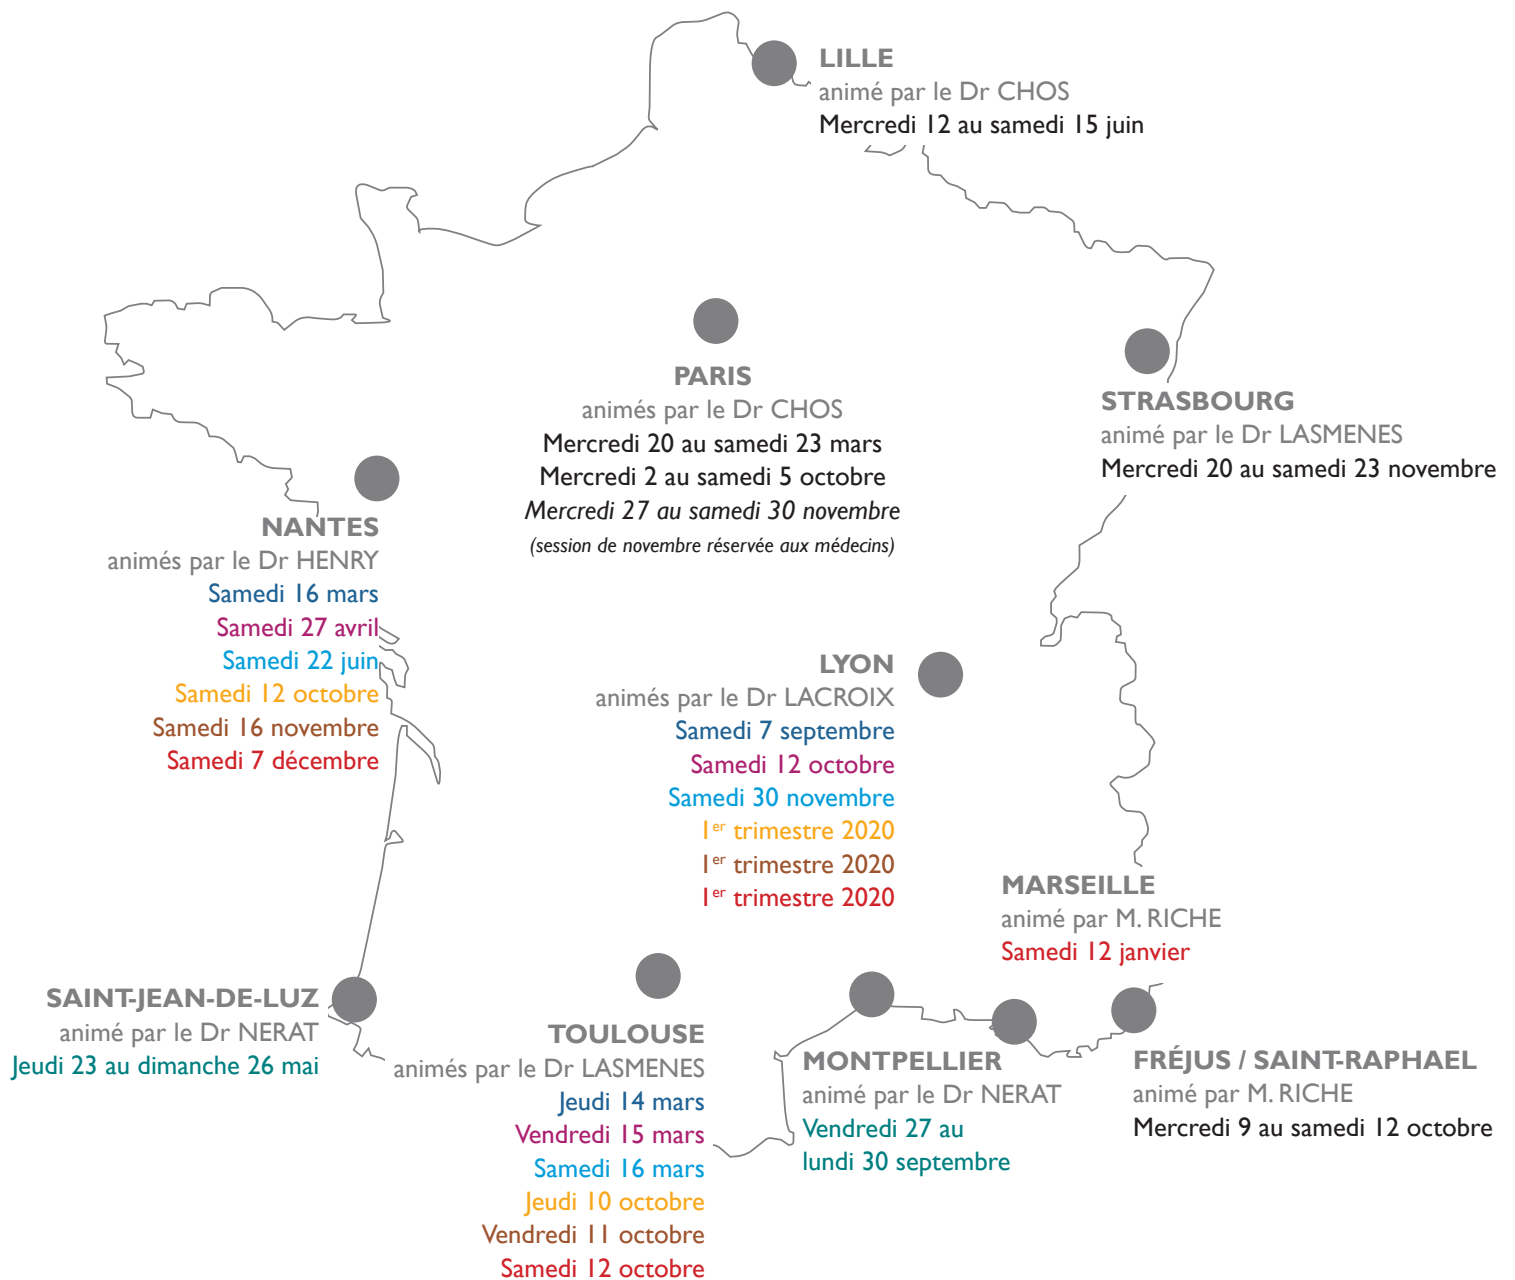 LILLE
animé par le Dr CHOS
Mercredi 12 au samedi 15 juin
PARIS
animés par le Dr CHOS
Mercredi 20 au samedi 23 mars
Mercredi 2 au samedi 5 octobre
Mercredi 27 au samedi 30 novembre
(session de novembre réservée aux médecins)
STRASBOURG
animé par le Dr LASMENES
Mercredi 20 au samedi 23 novembre
NANTES
animés par le Dr HENRY
Samedi 16 mars
Samedi 27 avril
Samedi 22 juin
Samedi 12 octobre
Samedi 16 novembre
Samedi 7 décembre
LYON
animés par le Dr LACROIX
Samedi 7 septembre
Samedi 12 octobre
Samedi 30 novembre
1er trimestre 2020
1er trimestre 2020
1er trimestre 2020
MARSEILLE
animé par M. RICHE
Samedi 12 janvier
SAINT-JEAN-DE-LUZ
animé par le Dr NERAT
Jeudi 23 au dimanche 26 mai
TOULOUSE
animés par le Dr LASMENES
Jeudi 14 mars
Vendredi 15 mars
Samedi 16 mars
Jeudi 10 octobre
Vendredi 11 octobre
Samedi 12 octobre
MONTPELLIER
animé par le Dr NERAT
Vendredi 27 au
lundi 30 septembre
FRÉJUS / SAINT-RAPHAEL
animé par M. RICHE
Mercredi 9 au samedi 12 octobre